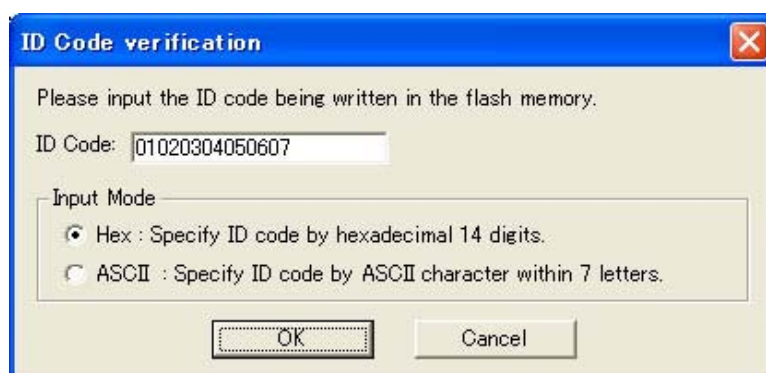 ID Code verification
Please input the ID code being written in the flash memory.
ID Code: 01020304050607
Input Mode
Hex : Specify ID code by hexadecimal 14 digits.
ASCII : Specify ID code by ASCII character within 7 letters.
OK Cancel